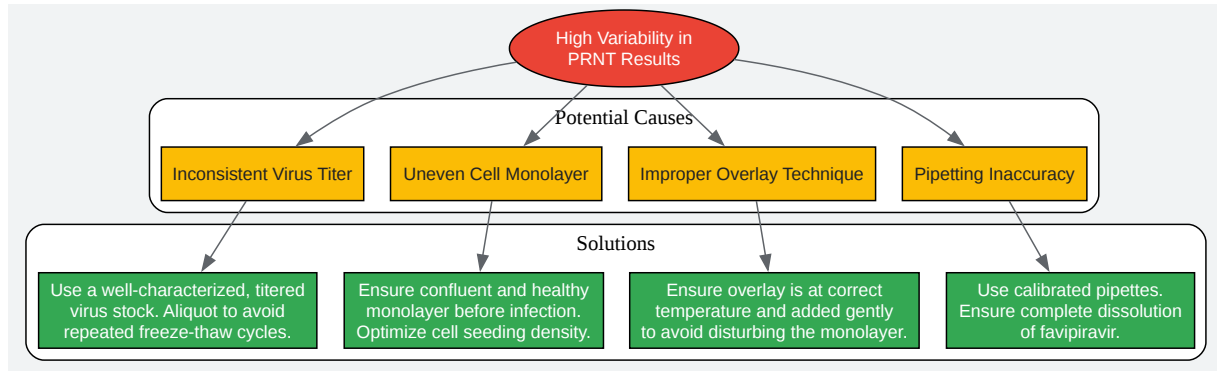 High Variability in
PRNT Results
Potential Causes
Inconsistent Virus Titer
Uneven Cell Monolayer
Improper Overlay Technique
Pipetting Inaccuracy
Solutions
Use a well-characterized, titered
virus stock. Aliquot to avoid
repeated freeze-thaw cycles.
Ensure confluent and healthy
monolayer before infection.
Optimize cell seeding density.
Ensure overlay is at correct
temperature and added gently
to avoid disturbing the monolayer.
Use calibrated pipettes.
Ensure complete dissolution
of favipiravir.